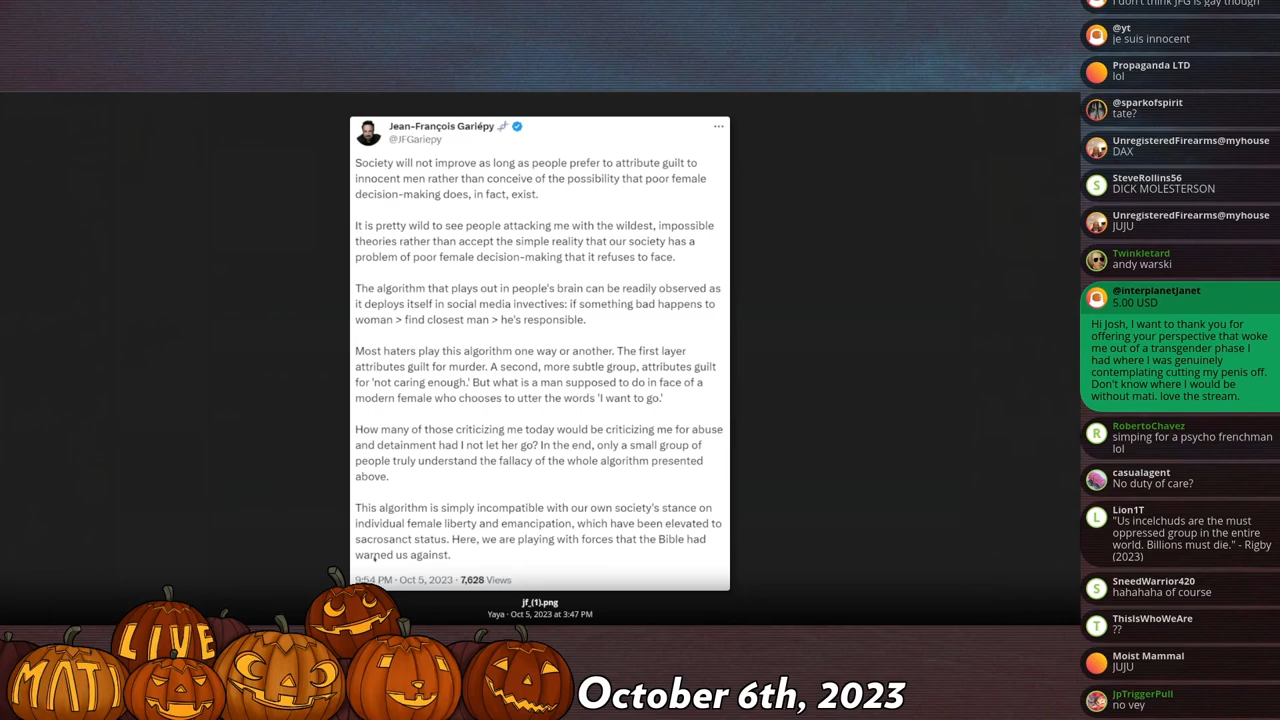 Jean-François Gariépy
@JFGariepy
Society will not improve as long as people prefer to attribute guilt to
innocent men rather than conceive of the possibility that poor female
decision-making does, in fact, exist.
It is pretty wild to see people attacking me with the wildest, impossible
theories rather than accept the simple reality that our society has a
problem of poor female decision-making that it refuses to face.
The algorithm that plays out in people's brain can be readily observed as
it deploys itself in social media invectives: if something bad happens to
woman > find closest man > he's responsible.
Most haters play this algorithm one way or another. The first layer
attributes guilt for murder. A second, more subtle group, attributes guilt
for 'not caring enough.' But what is a man supposed to do in face of a
modern female who chooses to utter the words 'I want to go.'
How many of those criticizing me today would be criticizing me for abuse
and detainment had I not let her go? In the end, only a small group of
people truly understand the fallacy of the whole algorithm presented
above.
This algorithm is simply incompatible with our own society's stance on
individual female liberty and emancipation, which have been elevated to
sacrosanct status. Here, we are playing with forces that the Bible had
warned us against.
9:54 PM · Oct 5, 2023 · 7,628 Views
jf_(1).png
Yaya · Oct 5, 2023 at 3:47 PM
LIVE
MATI
October 6th, 2023
I don't think JFG is gay though
@yt
je suis innocent
Propaganda LTD
lol
@sparkofspirit
tate?
UnregisteredFirearms@myhouse
DAX
SteveRollins56
DICK MOLESTERSON
UnregisteredFirearms@myhouse
JUJU
Twinkletard
andy warski
@interplanetJanet
5.00 USD
Hi Josh, I want to thank you for
offering your perspective that woke
me out of a transgender phase I
had where I was genuinely
contemplating cutting my penis off.
Don't know where I would be
without mati. love the stream.
RobertoChavez
simping for a psycho frenchman
lol
casualagent
No duty of care?
Lion1T
"Us incelchuds are the must
oppressed group in the entire
world. Billions must die." - Rigby
(2023)
SneedWarrior420
hahahaha of course
ThisIsWhoWeAre
??
Moist Mammal
JUJU
JpTriggerPull
no vey